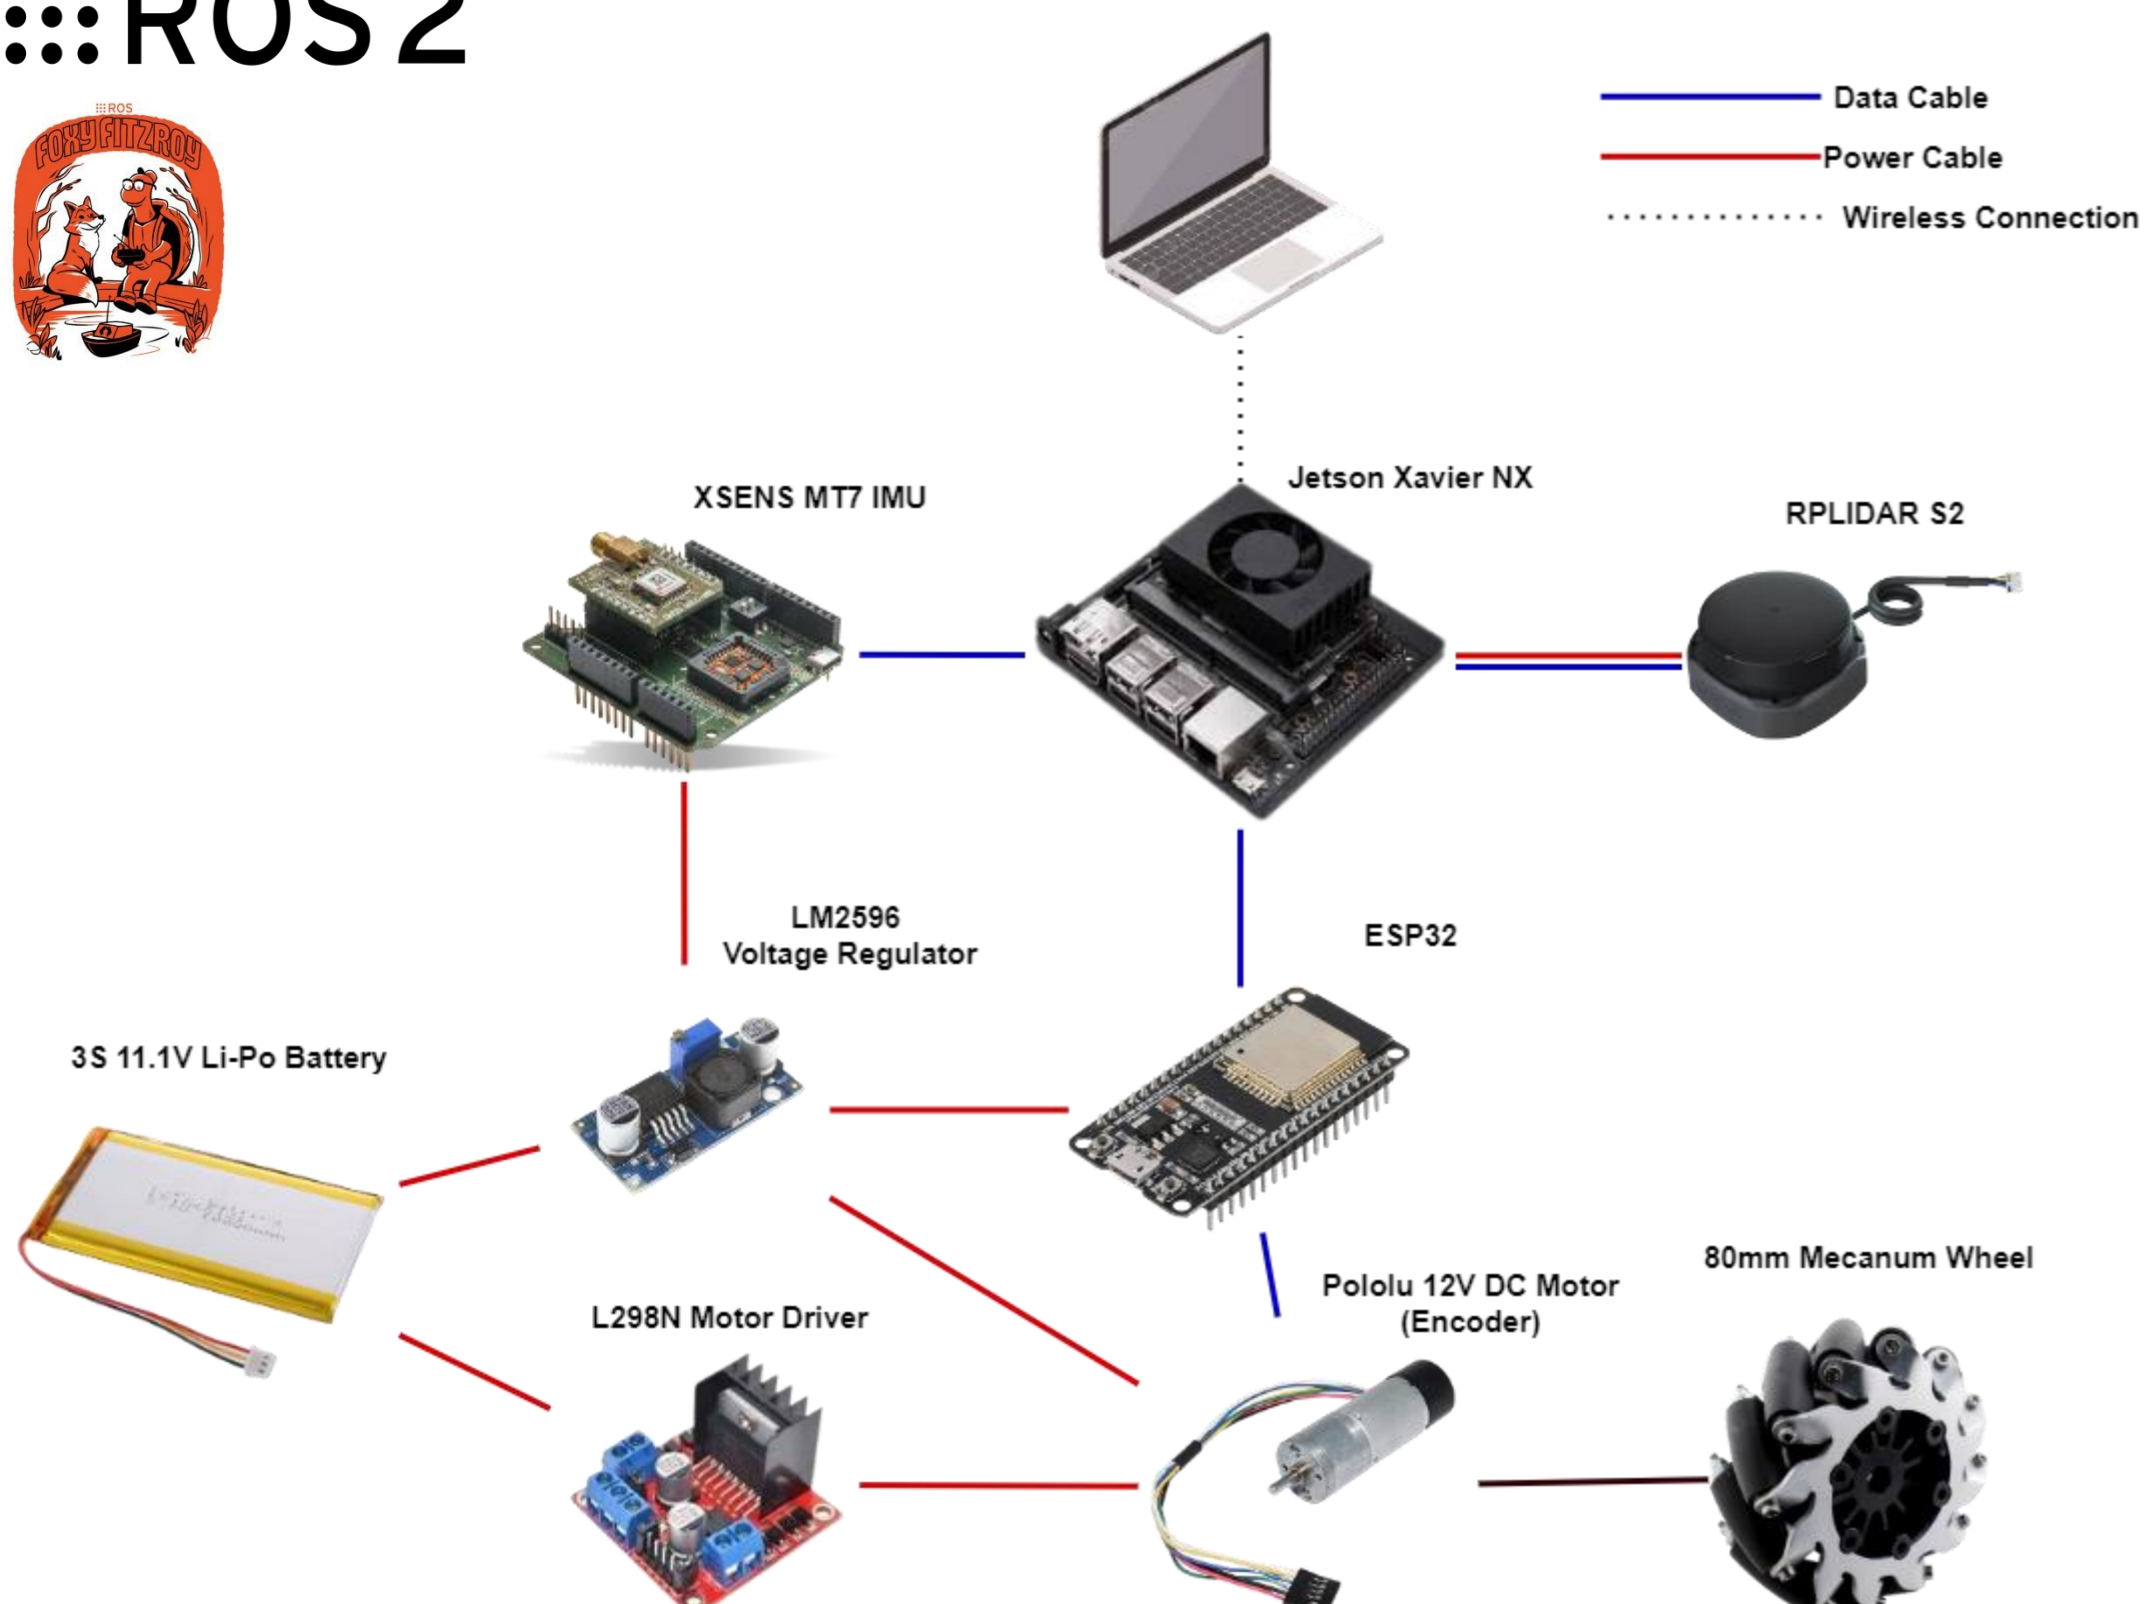 ROS 2
ROS
FOXY FITZROY
Data Cable
Power Cable
Wireless Connection
Jetson Xavier NX
XSENS MT7 IMU
RPLIDAR S2
LM2596
Voltage Regulator
ESP32
3S 11.1V Li-Po Battery
80mm Mecanum Wheel
Pololu 12V DC Motor
(Encoder)
L298N Motor Driver